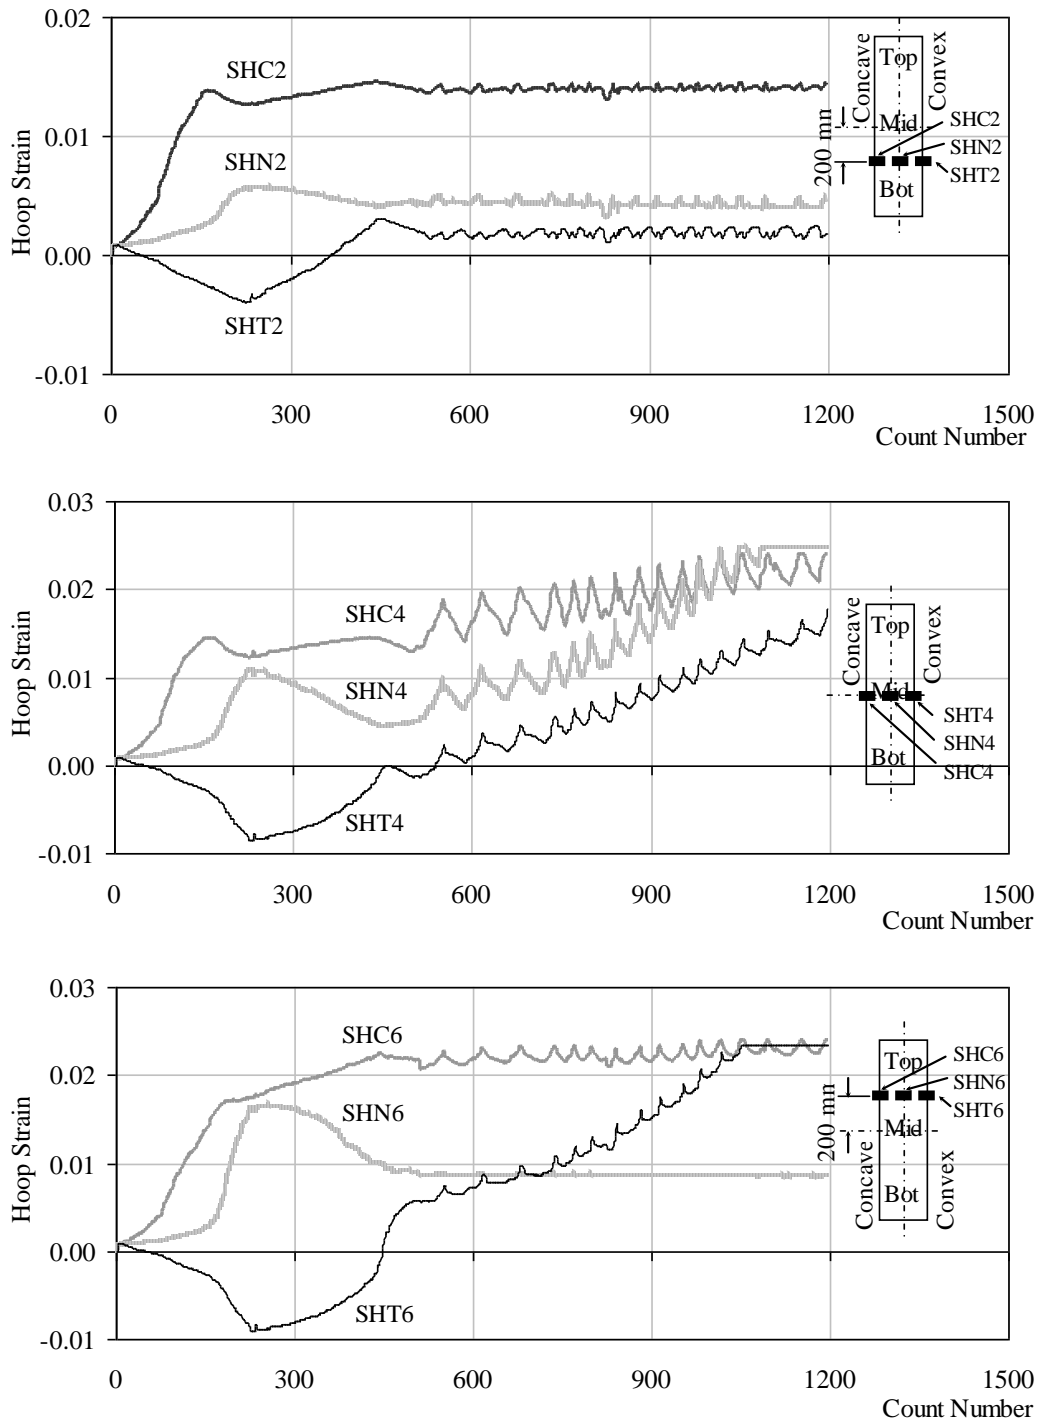 0.02
0.01
0.00
-0.01
Hoop Strain
SHC2
SHN2
SHT2
0 300 600 900 1200 1500
Count Number
Concave
Convex
Top
Mid
Bot
200 mn
SHC2
SHN2
SHT2
0.03
0.02
0.01
0.00
-0.01
Hoop Strain
SHC4
SHN4
SHT4
0 300 600 900 1200 1500
Count Number
Concave
Convex
Top
Mid
Bot
SHT4
SHN4
SHC4
0.03
0.02
0.01
0.00
-0.01
Hoop Strain
SHC6
SHN6
SHT6
0 300 600 900 1200 1500
Count Number
Top
Mid
Bot
200 mn
Concave
Convex
SHC6
SHN6
SHT6